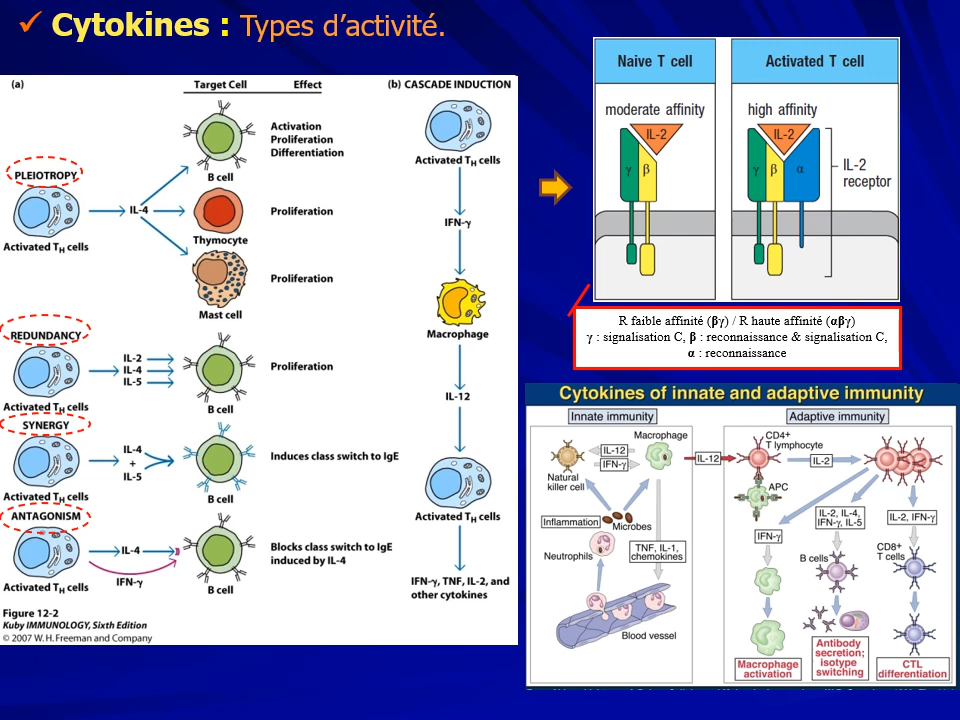 ✓ Cytokines : Types d’activité.
(a)
Target Cell
Effect
PLEIOTROPY
Activated TH cells
IL-4
B cell
Activation
Proliferation
Differentiation
Thymocyte
Proliferation
Mast cell
Proliferation
REDUNDANCY
Activated TH cells
IL-2
IL-4
IL-5
B cell
Proliferation
SYNERGY
Activated TH cells
IL-4
+
IL-5
B cell
Induces class switch to IgE
ANTAGONISM
Activated TH cells
IL-4
IFN-γ
B cell
Blocks class switch to IgE
induced by IL-4
Figure 12-2
Kuby IMMUNOLOGY, Sixth Edition
© 2007 W. H. Freeman and Company
(b) CASCADE INDUCTION
Activated TH cells
IFN-γ
Macrophage
IL-12
Activated TH cells
IFN-γ, TNF, IL-2, and
other cytokines
Naive T cell
moderate affinity
IL-2
γ
β
Activated T cell
high affinity
IL-2
γ
β
α
IL-2
receptor
R faible affinité (βγ) / R haute affinité (αβγ)
γ : signalisation C, β : reconnaissance & signalisation C,
α : reconnaissance
Cytokines of innate and adaptive immunity
Innate immunity
Natural
killer cell
IL-12
IFN-γ
Macrophage
Inflammation
Microbes
Neutrophils
TNF, IL-1,
chemokines
Blood vessel
IL-12
Adaptive immunity
CD4+
T lymphocyte
IL-2
APC
IFN-γ
IL-2, IL-4,
IFN-γ, IL-5
IL-2, IFN-γ
B cells
CD8+
T cells
Macrophage
activation
Antibody
secretion;
isotype
switching
CTL
differentiation